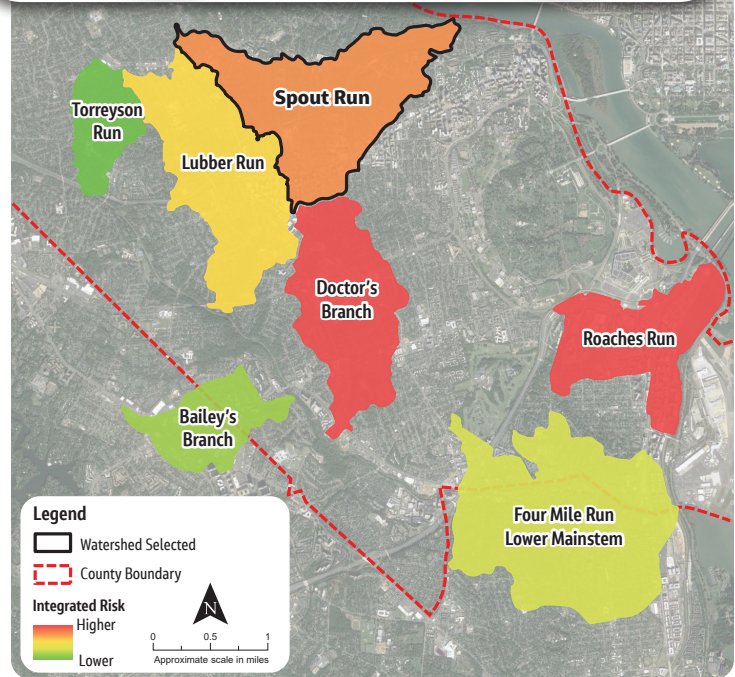 Spout Run
Torreyson
Run
Lubber Run
Doctor's
Branch
Roaches Run
Bailey's
Branch
Four Mile Run
Lower Mainstem
Legend
Watershed Selected
County Boundary
Integrated Risk
Higher
Lower
N
0 0.5 1
Approximate scale in miles